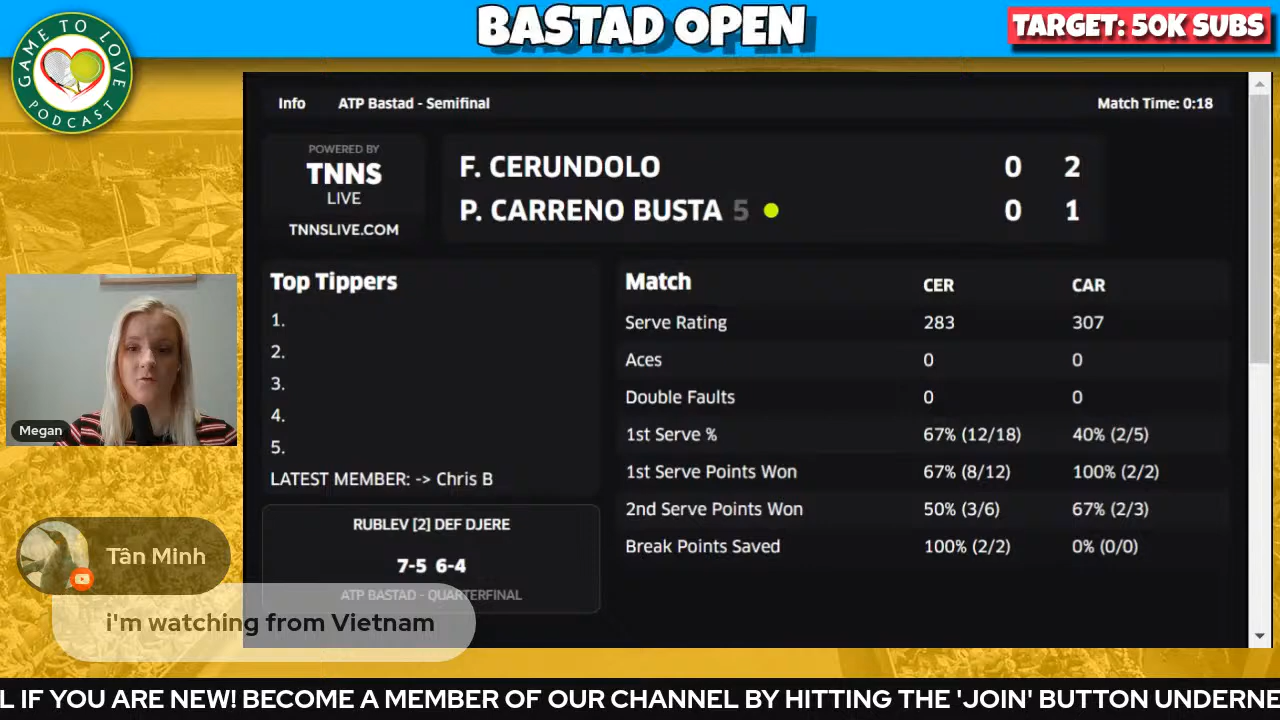 BASTAD OPEN
TARGET: 50K SUBS
GAME TO LOVE
PODCAST
Info ATP Bastad - Semifinal Match Time: 0:18
POWERED BY
TNNS
LIVE
TNNSLIVE.COM
F. CERUNDOLO 0 2
P. CARRENO BUSTA 5 0 1
Top Tippers
1.
2.
3.
4.
5.
LATEST MEMBER: -> Chris B
RUBLEV [2] DEF DJERE
7-5 6-4
ATP BASTAD - QUARTERFINAL
Match CER CAR
Serve Rating 283 307
Aces 0 0
Double Faults 0 0
1st Serve % 67% (12/18) 40% (2/5)
1st Serve Points Won 67% (8/12) 100% (2/2)
2nd Serve Points Won 50% (3/6) 67% (2/3)
Break Points Saved 100% (2/2) 0% (0/0)
Megan
Tân Minh
i'm watching from Vietnam
L IF YOU ARE NEW! BECOME A MEMBER OF OUR CHANNEL BY HITTING THE 'JOIN' BUTTON UNDERNE